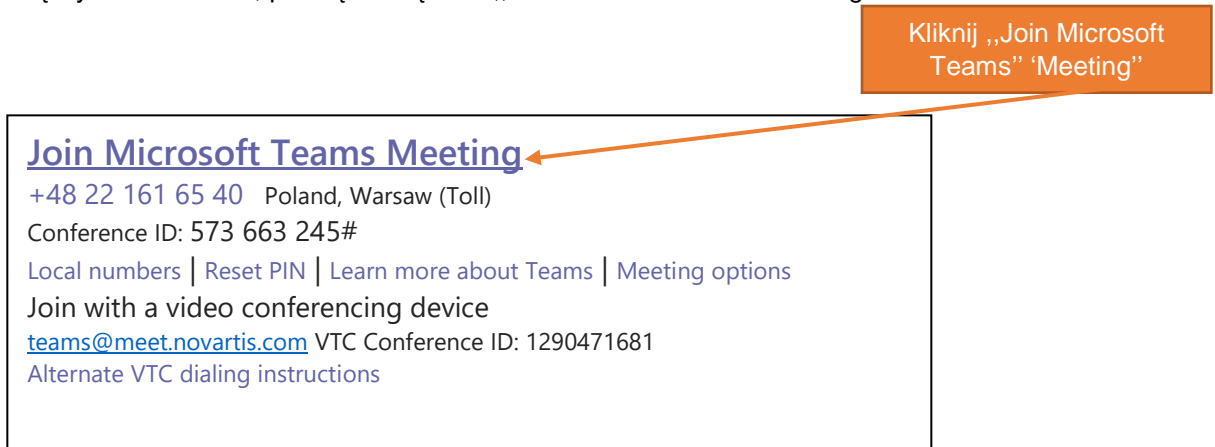 Kliknij ,,Join Microsoft
Teams’’ ‘Meeting’’
Join Microsoft Teams Meeting
+48 22 161 65 40 Poland, Warsaw (Toll)
Conference ID: 573 663 245#
Local numbers | Reset PIN | Learn more about Teams | Meeting options
Join with a video conferencing device
teams@meet.novartis.com VTC Conference ID: 1290471681
Alternate VTC dialing instructions